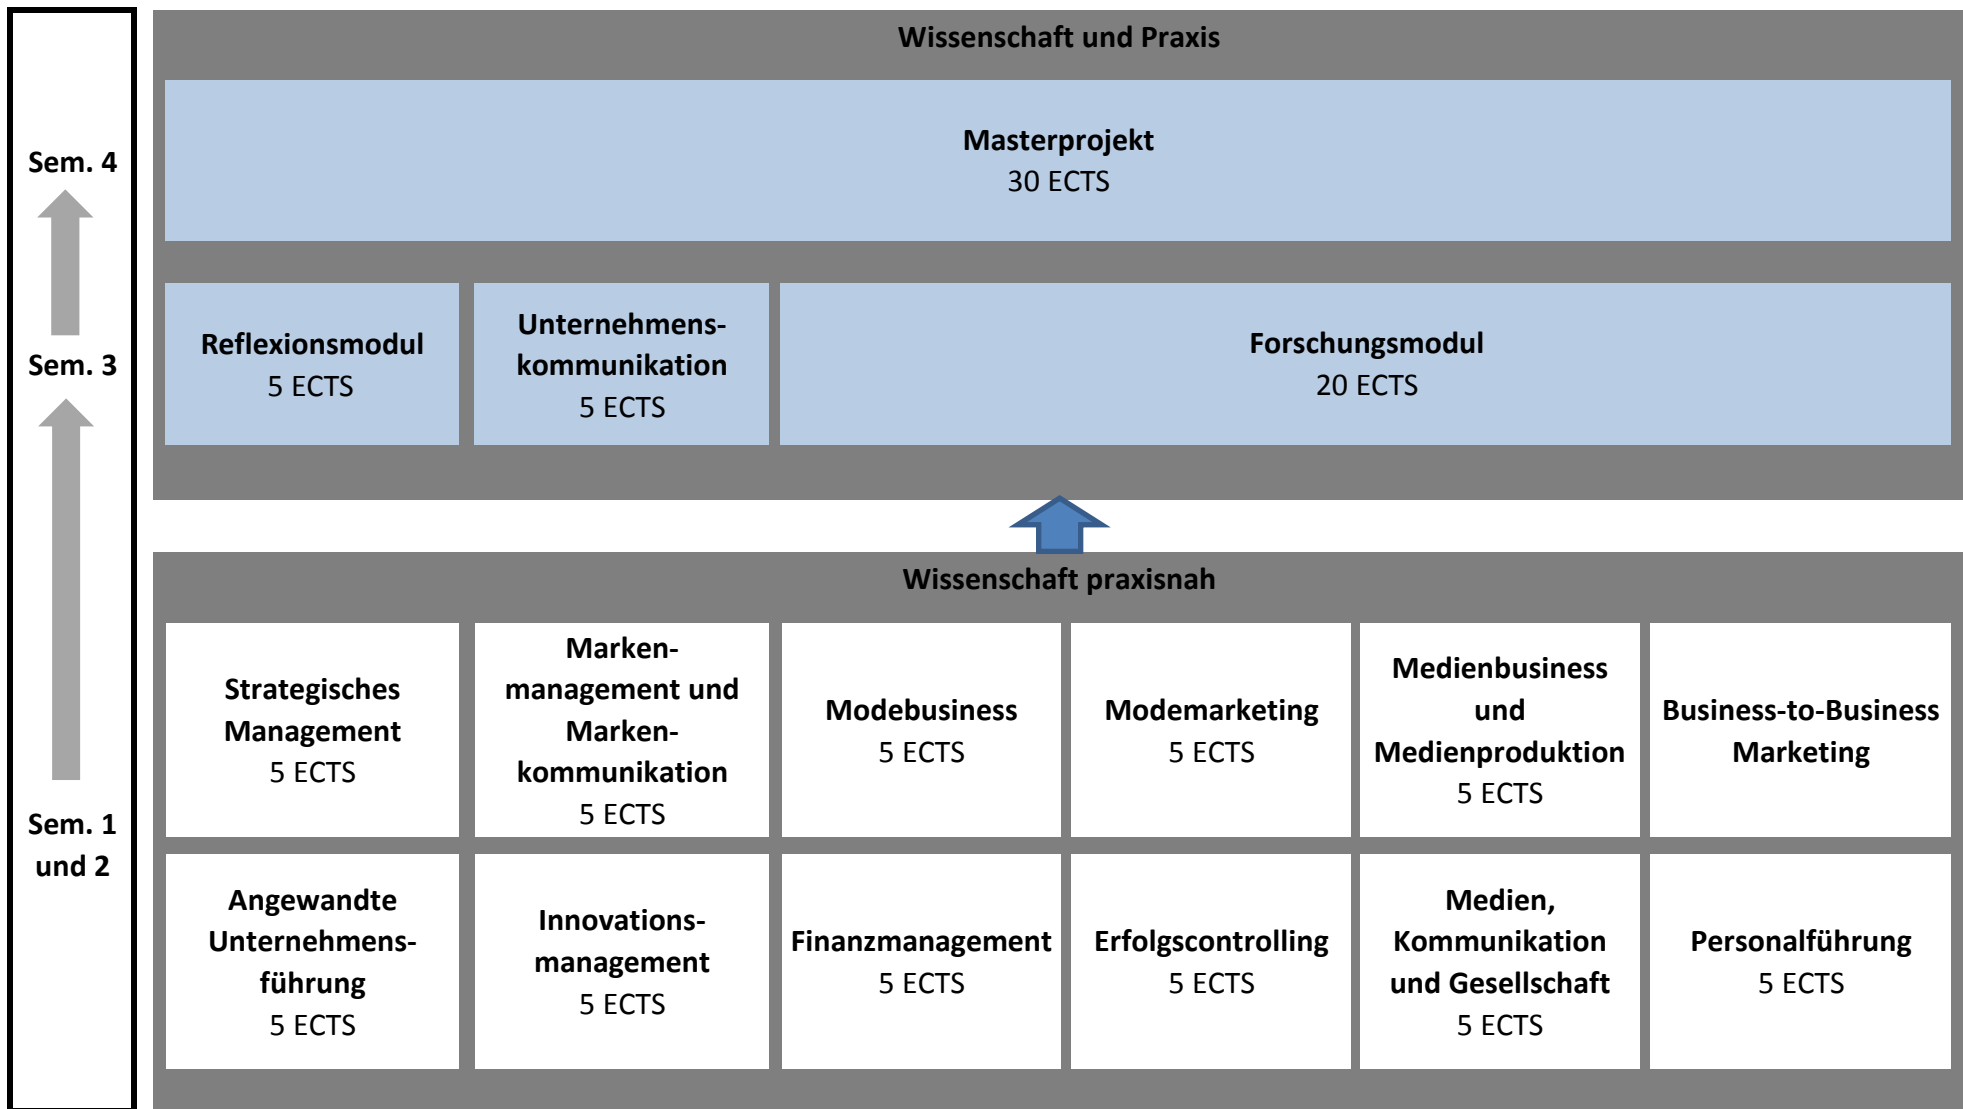 Wissenschaft und Praxis
Sem. 4
Masterprojekt
30 ECTS
Sem. 3
Reflexionsmodul
5 ECTS
Unternehmens-
kommunikation
5 ECTS
Forschungsmodul
20 ECTS
Wissenschaft praxisnah
Sem. 1
und 2
Strategisches
Management
5 ECTS
Marken-
management und
Marken-
kommunikation
5 ECTS
Modebusiness
5 ECTS
Modemarketing
5 ECTS
Medienbusiness
und
Medienproduktion
5 ECTS
Business-to-Business
Marketing
Angewandte
Unternehmens-
führung
5 ECTS
Innovations-
management
5 ECTS
Finanzmanagement
5 ECTS
Erfolgscontrolling
5 ECTS
Medien,
Kommunikation
und Gesellschaft
5 ECTS
Personalführung
5 ECTS